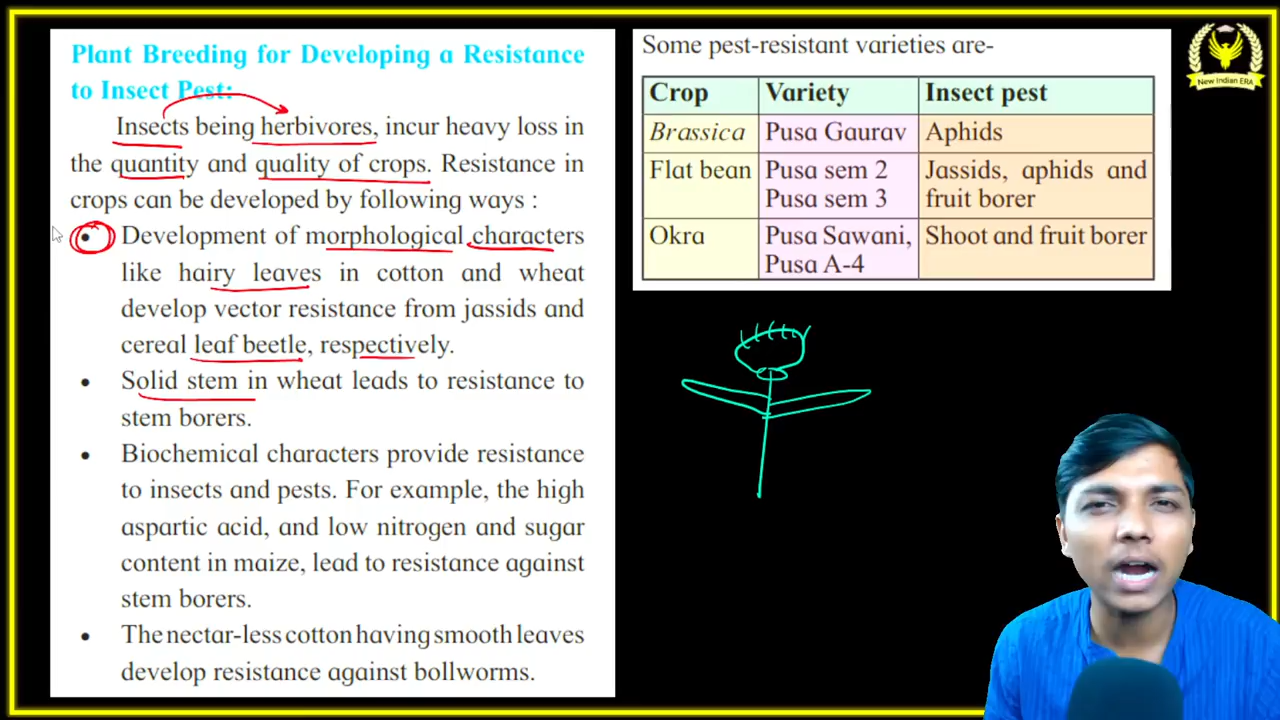 Plant Breeding for Developing a Resistance
to Insect Pest:
Insects being herbivores, incur heavy loss in
the quantity and quality of crops. Resistance in
crops can be developed by following ways :
• Development of morphological characters
like hairy leaves in cotton and wheat
develop vector resistance from jassids and
cereal leaf beetle, respectively.
• Solid stem in wheat leads to resistance to
stem borers.
• Biochemical characters provide resistance
to insects and pests. For example, the high
aspartic acid, and low nitrogen and sugar
content in maize, lead to resistance against
stem borers.
• The nectar-less cotton having smooth leaves
develop resistance against bollworms.
Some pest-resistant varieties are-
Crop Variety Insect pest
Brassica Pusa Gaurav Aphids
Flat bean Pusa sem 2 Jassids, aphids and
Pusa sem 3 fruit borer
Okra Pusa Sawani, Shoot and fruit borer
Pusa A-4
New Indian ERA